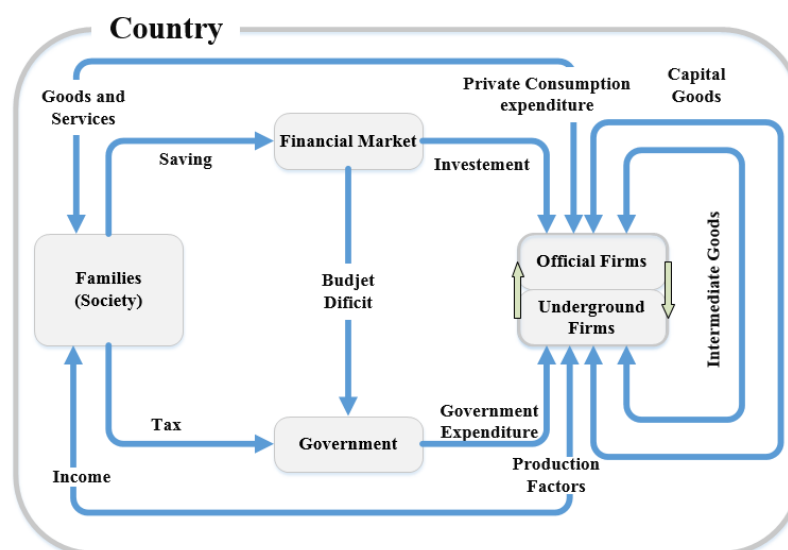 Country
Goods and
Services
Private Consumption
expenditure
Capital
Goods
Saving
Financial Market
Investement
Families
(Society)
Budjet
Dificit
Official Firms
Underground
Firms
Intermediate Goods
Tax
Government
Government
Expenditure
Income
Production
Factors